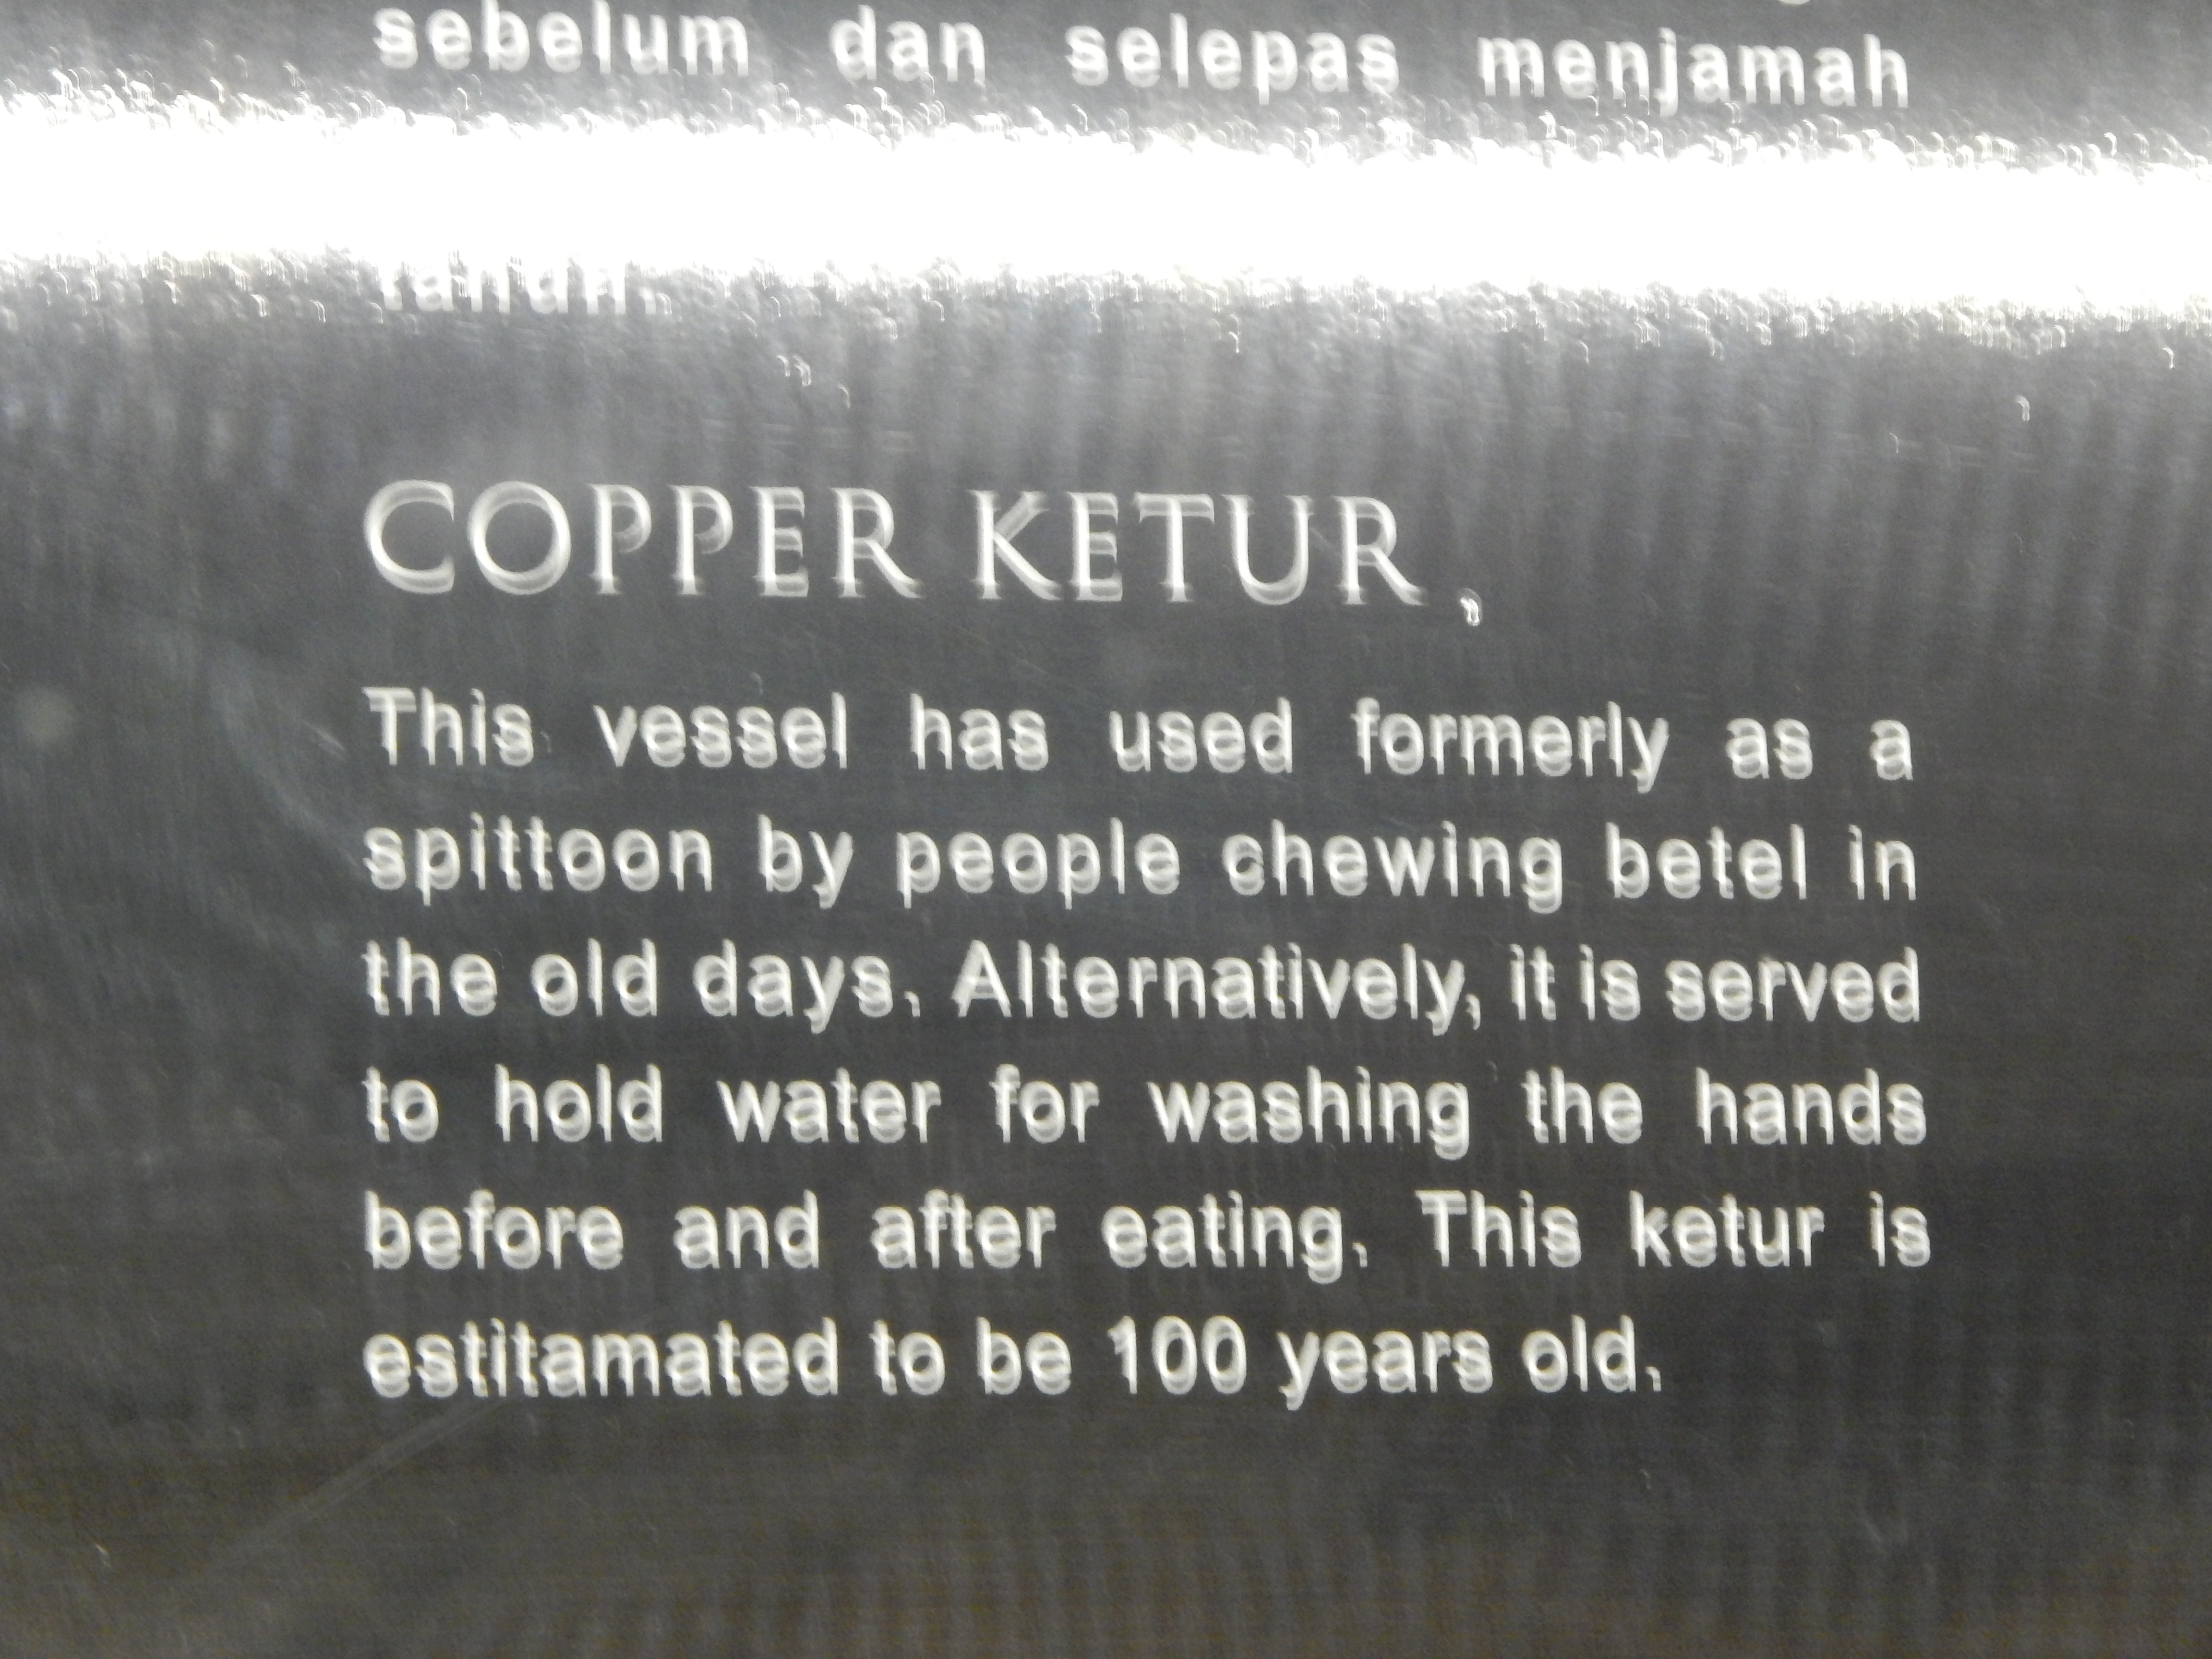 sebelum dan selepas menjamah
tahun.
COPPER KETUR
This vessel has used formerly as a
spittoon by people chewing betel in
the old days. Alternatively, it is served
to hold water for washing the hands
before and after eating. This ketur is
estitamated to be 100 years old.